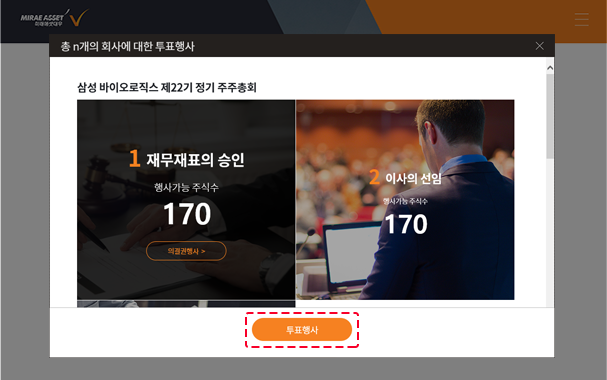 MIRAE ASSET
미래에셋대우
총 n개의 회사에 대한 투표행사
삼성 바이오로직스 제22기 정기 주주총회
1 재무재표의 승인
행사가능 주식수
170
의결권행사 >
2 이사의 선임
행사가능 주식수
170
투표행사